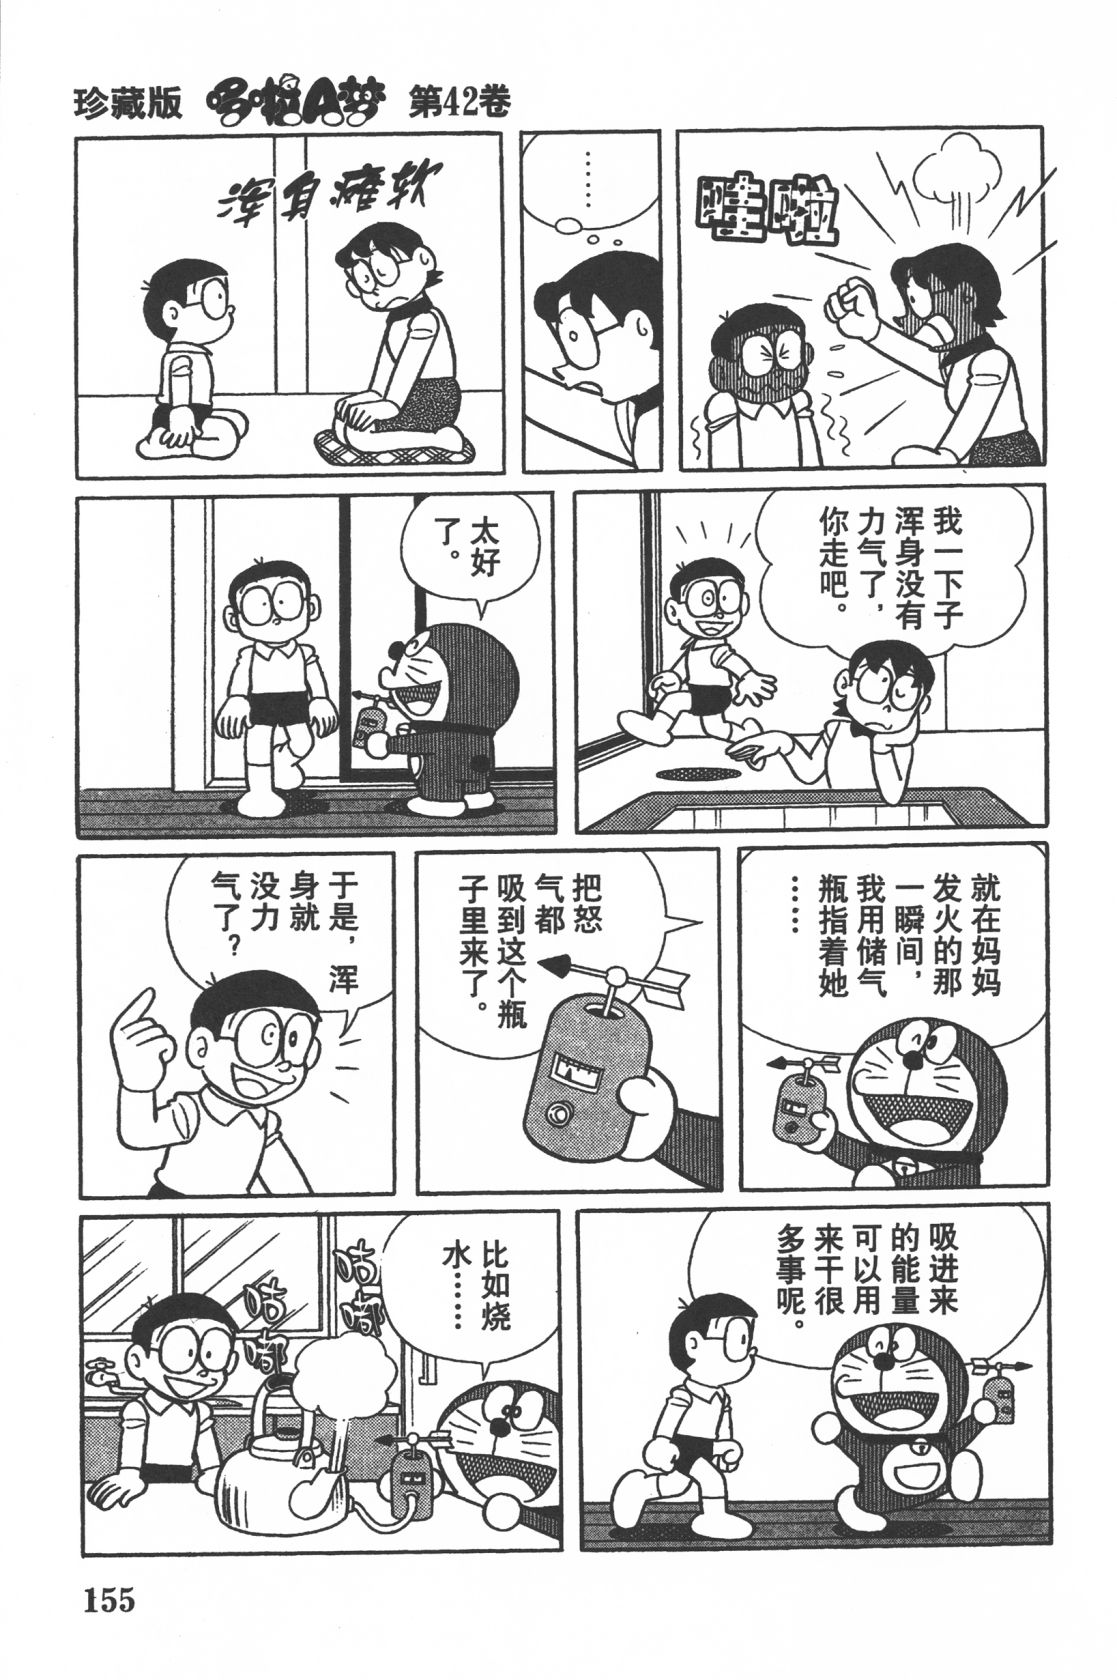 珍藏版 哆啦A梦 第42卷
哇啦
……
浑身瘫软
我一下子
浑身没有
力气了，
你走吧。
太好
了。
就在妈妈
发火的那
一瞬间，
我用储气
瓶指着她
……
把怒
气都
吸到这个瓶
子里来了。
于是，浑
身就
没力
气了？
吸进来
的能量
可以用
来干很
多事呢。
比如烧
水……
咕嘟
咕嘟
155